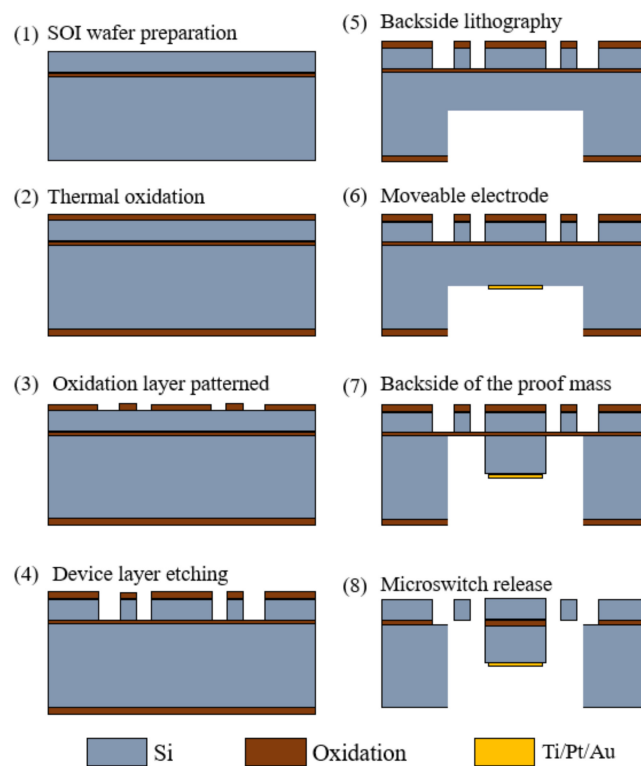 (1) SOI wafer preparation
(2) Thermal oxidation
(3) Oxidation layer patterned
(4) Device layer etching
(5) Backside lithography
(6) Moveable electrode
(7) Backside of the proof mass
(8) Microswitch release
Si
Oxidation
Ti/Pt/Au